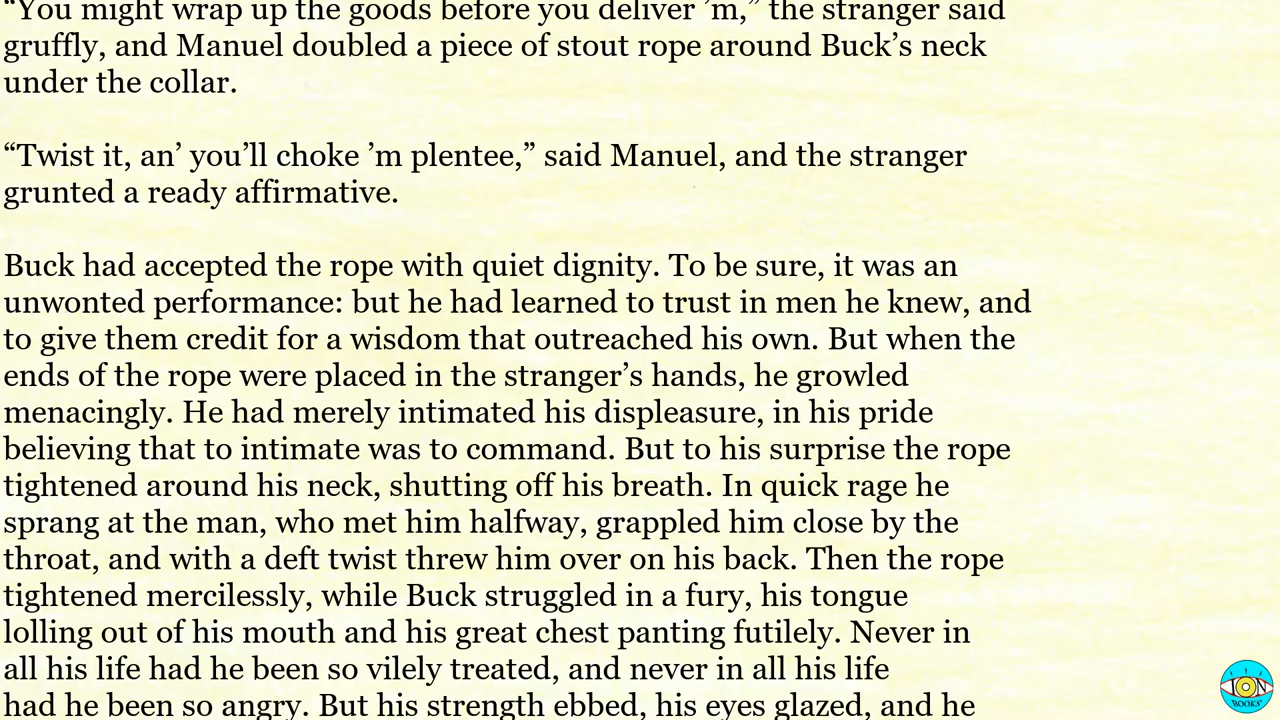 “You might wrap up the goods before you deliver ’m,” the stranger said
gruffly, and Manuel doubled a piece of stout rope around Buck’s neck
under the collar.
“Twist it, an’ you’ll choke ’m plentee,” said Manuel, and the stranger
grunted a ready affirmative.
Buck had accepted the rope with quiet dignity. To be sure, it was an
unwonted performance: but he had learned to trust in men he knew, and
to give them credit for a wisdom that outreached his own. But when the
ends of the rope were placed in the stranger’s hands, he growled
menacingly. He had merely intimated his displeasure, in his pride
believing that to intimate was to command. But to his surprise the rope
tightened around his neck, shutting off his breath. In quick rage he
sprang at the man, who met him halfway, grappled him close by the
throat, and with a deft twist threw him over on his back. Then the rope
tightened mercilessly, while Buck struggled in a fury, his tongue
lolling out of his mouth and his great chest panting futilely. Never in
all his life had he been so vilely treated, and never in all his life
had he been so angry. But his strength ebbed, his eyes glazed, and he
ION
BOOKS